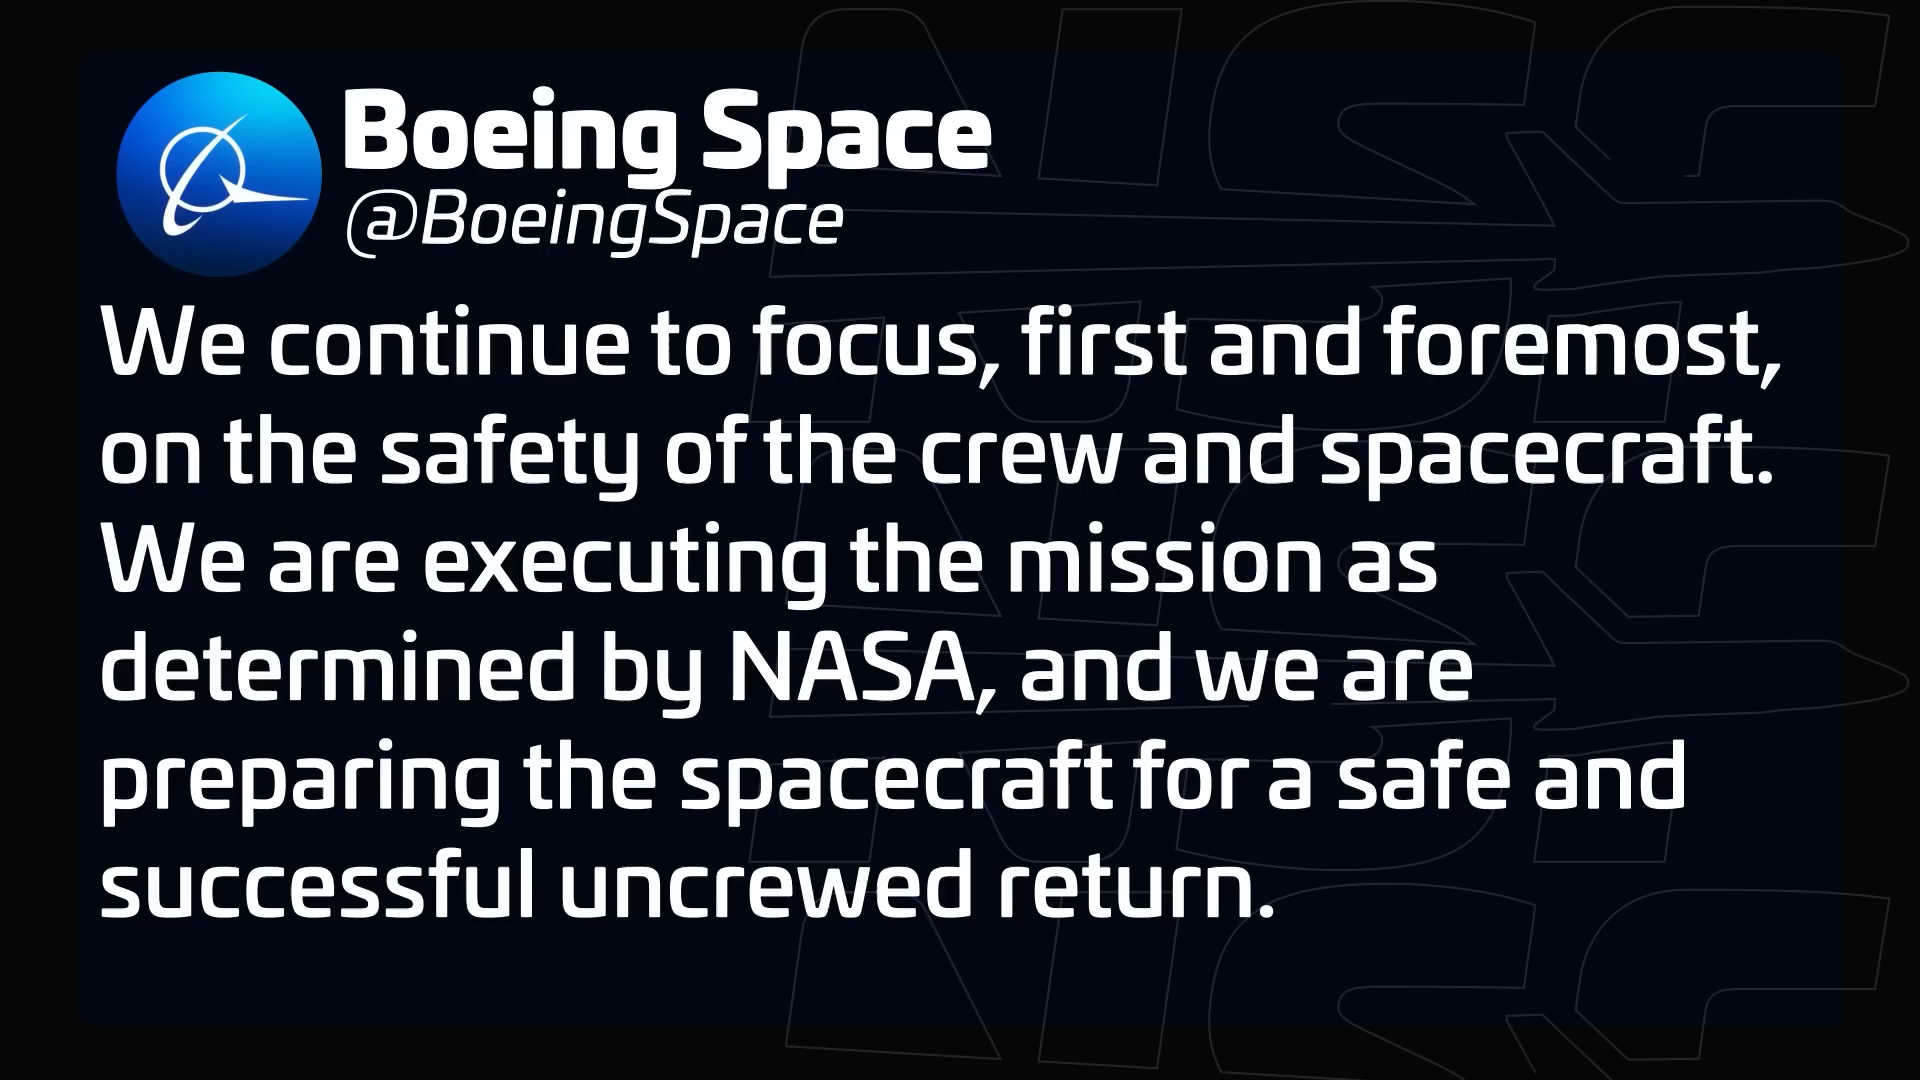 Boeing Space
@BoeingSpace
We continue to focus, first and foremost,
on the safety of the crew and spacecraft.
We are executing the mission as
determined by NASA, and we are
preparing the spacecraft for a safe and
successful uncrewed return.